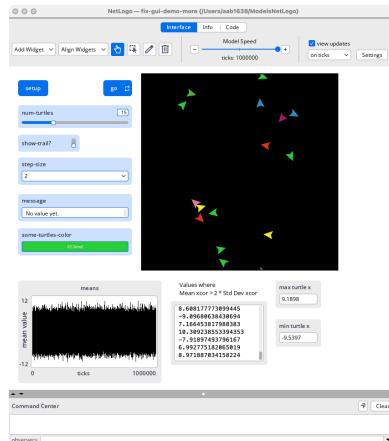 NetLogo — fix-gui-demo-more {/Users/aab1638/ModelsNetLogo}
Interface Info Code
Add Widget Align Widgets
Model Speed
ticks: 1000000
view updates
on ticks Settings
setup go
num-turtles 15
show-trail?
step-size
2
message
No value yet.
some-turtles-color
means
12
mean value
-12
0 ticks 1000000
Values where
Mean xcor > 2 * Std Dev xcor
8.608177773099445
-9.09680638430694
7.166453817988383
10.309238553394353
-7.91897493796167
6.992775182065019
8.971887034158224
max turtle x
9.1898
min turtle x
-9.5397
Command Center Clear
observer>